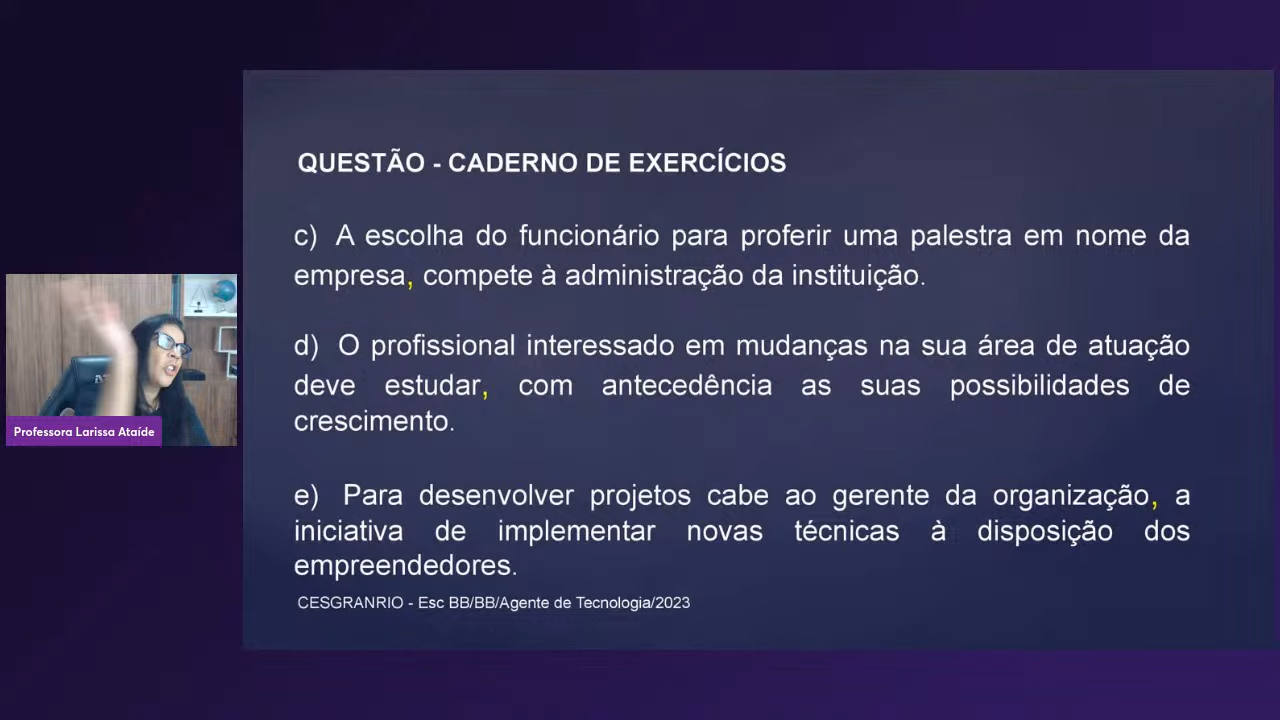 QUESTÃO - CADERNO DE EXERCÍCIOS
c) A escolha do funcionário para proferir uma palestra em nome da
empresa, compete à administração da instituição.
d) O profissional interessado em mudanças na sua área de atuação
deve estudar, com antecedência as suas possibilidades de
crescimento.
Professora Larissa Ataíde
e) Para desenvolver projetos cabe ao gerente da organização, a
iniciativa de implementar novas técnicas à disposição dos
empreendedores.
CESGRANRIO - Esc BB/BB/Agente de Tecnologia/2023